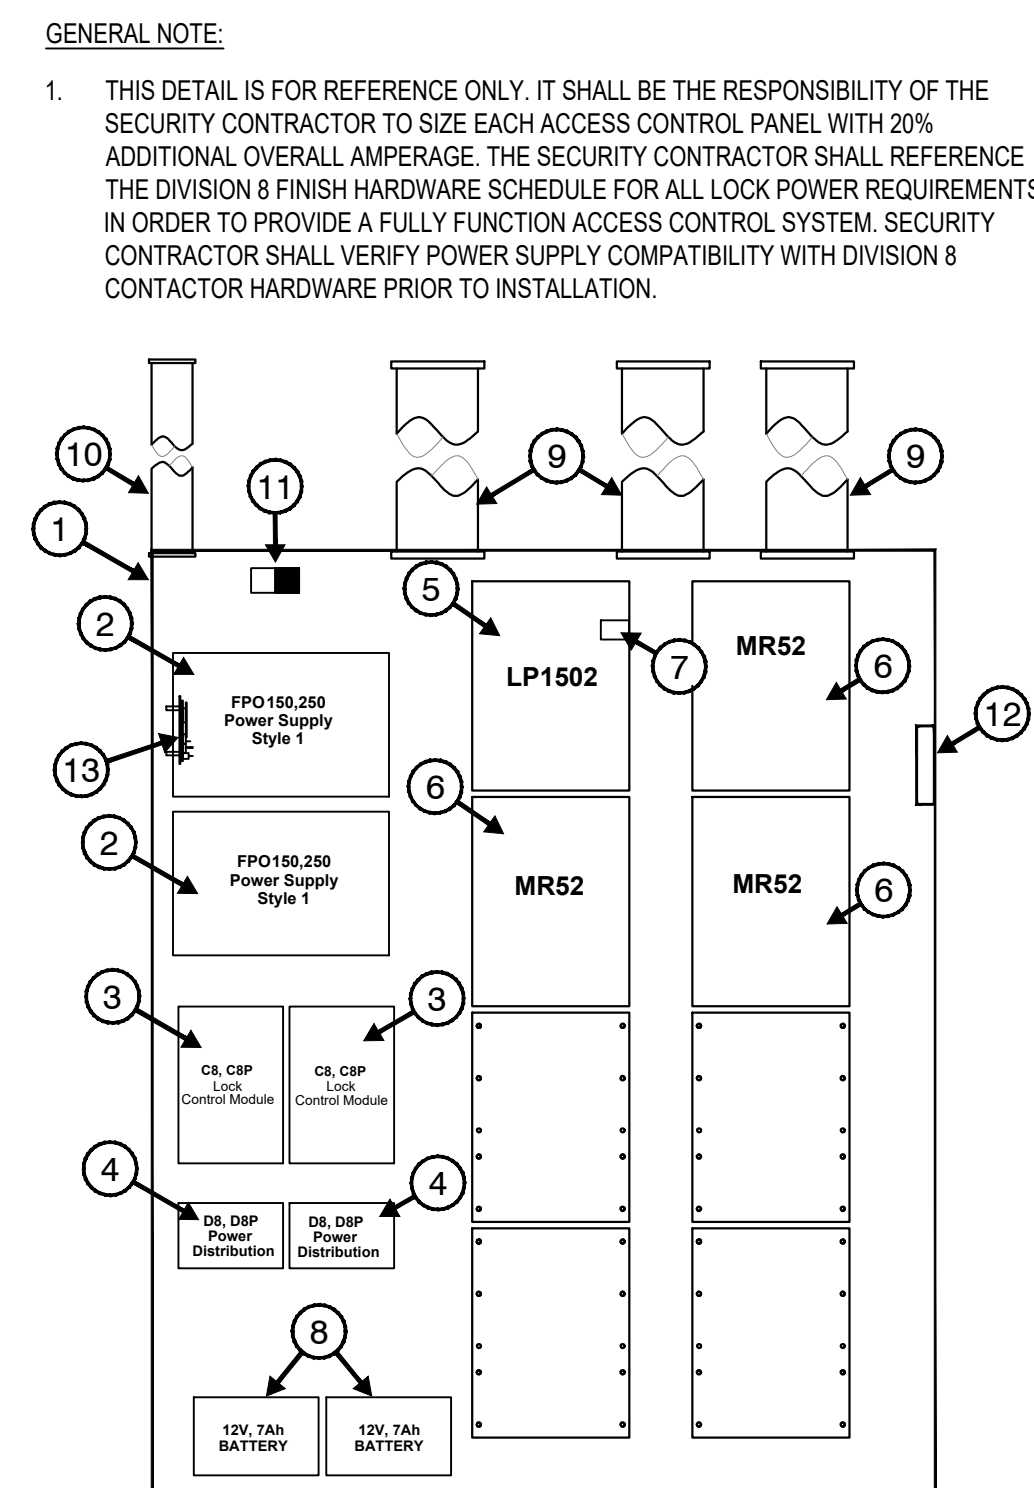 GENERAL NOTE:
1. THIS DETAIL IS FOR REFERENCE ONLY. IT SHALL BE THE RESPONSIBILITY OF THE
SECURITY CONTRACTOR TO SIZE EACH ACCESS CONTROL PANEL WITH 20%
ADDITIONAL OVERALL AMPERAGE. THE SECURITY CONTRACTOR SHALL REFERENCE
THE DIVISION 8 FINISH HARDWARE SCHEDULE FOR ALL LOCK POWER REQUIREMENTS
IN ORDER TO PROVIDE A FULLY FUNCTION ACCESS CONTROL SYSTEM. SECURITY
CONTRACTOR SHALL VERIFY POWER SUPPLY COMPATIBILITY WITH DIVISION 8
CONTACTOR HARDWARE PRIOR TO INSTALLATION.
10
9
9
11
1
5
2
7
MR52
6
LP1502
FPO150,250
Power Supply
Style 1
12
13
6
2
FPO150,250
Power Supply
Style 1
MR52
MR52
6
3
3
C8, C8P
Lock
Control Module
C8, C8P
Lock
Control Module
4
4
D8, D8P
Power
Distribution
D8, D8P
Power
Distribution
8
12V, 7Ah
BATTERY
12V, 7Ah
BATTERY